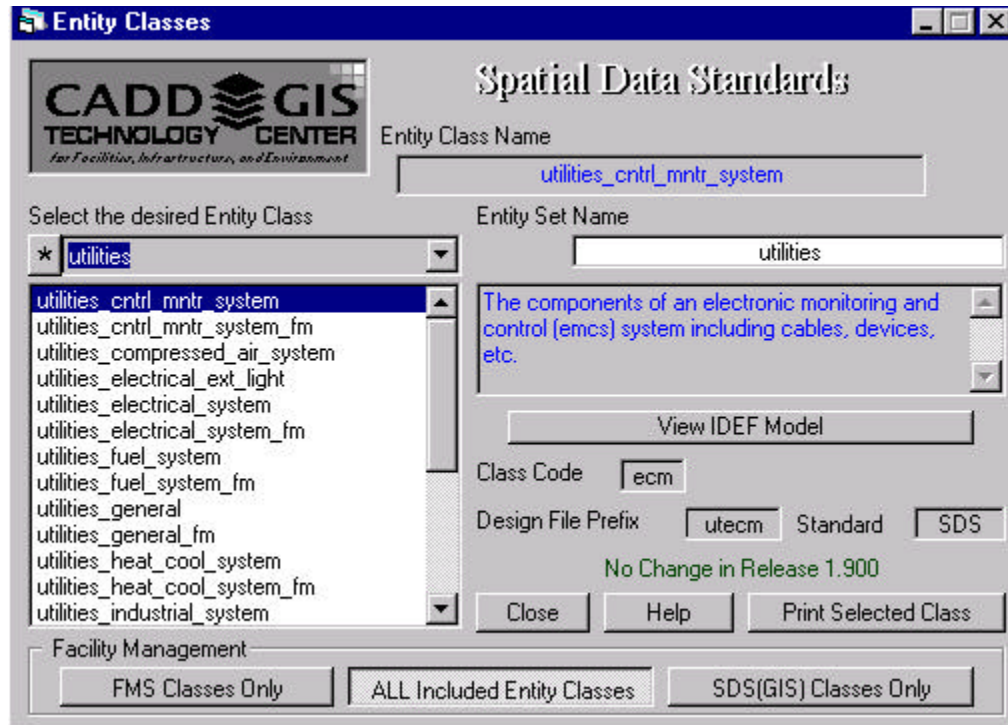 Entity Classes
CADD GIS
TECHNOLOGY CENTER
for Facilities, Infrastructure, and Environment
Spatial Data Standards
Entity Class Name
utilities_cntrl_mntr_system
Select the desired Entity Class
* utilities
utilities_cntrl_mntr_system
utilities_cntrl_mntr_system_fm
utilities_compressed_air_system
utilities_electrical_ext_light
utilities_electrical_system
utilities_electrical_system_fm
utilities_fuel_system
utilities_fuel_system_fm
utilities_general
utilities_general_fm
utilities_heat_cool_system
utilities_heat_cool_system_fm
utilities_industrial_system
Entity Set Name
utilities
The components of an electronic monitoring and
control (emcs) system including cables, devices,
etc.
View IDEF Model
Class Code ecm
Design File Prefix utecm Standard SDS
No Change in Release 1.900
Close Help Print Selected Class
Facility Management
FMS Classes Only ALL Included Entity Classes SDS(GIS) Classes Only